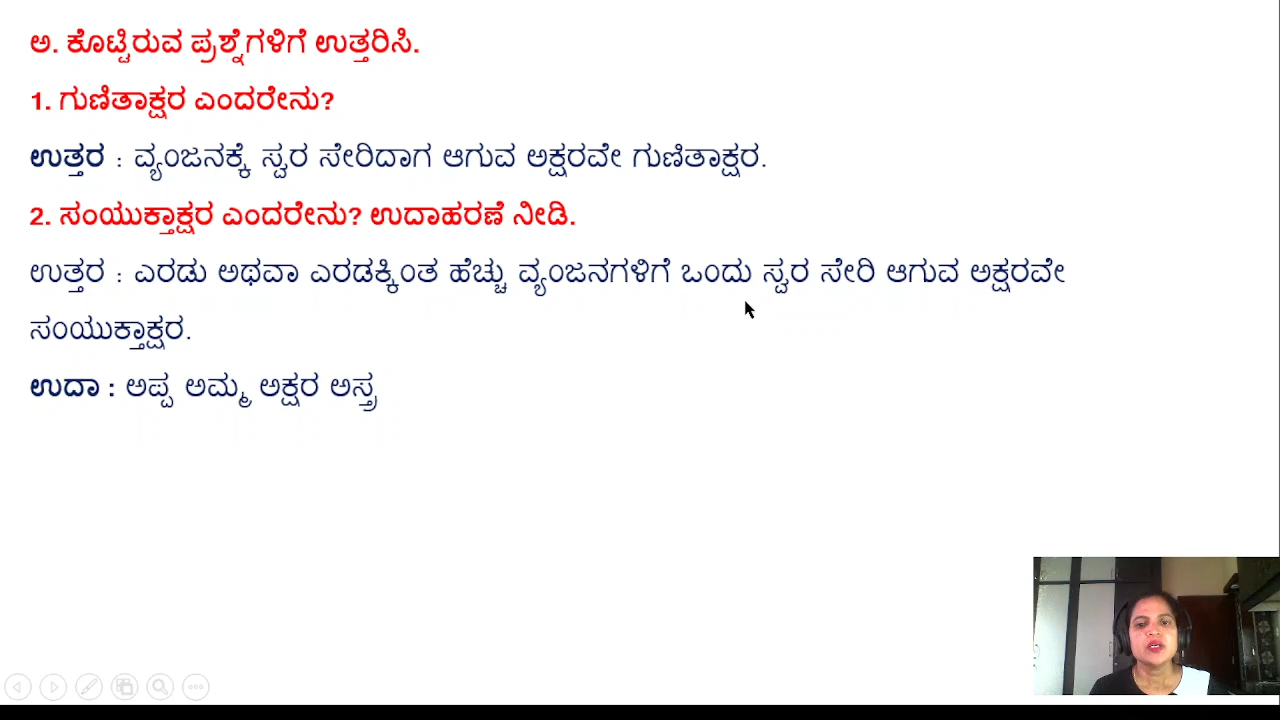 ಅ. ಕೊಟ್ಟಿರುವ ಪ್ರಶ್ನೆಗಳಿಗೆ ಉತ್ತರಿಸಿ.
1. ಗುಣಿತಾಕ್ಷರ ಎಂದರೇನು?
ಉತ್ತರ : ವ್ಯಂಜನಕ್ಕೆ ಸ್ವರ ಸೇರಿದಾಗ ಆಗುವ ಅಕ್ಷರವೇ ಗುಣಿತಾಕ್ಷರ.
2. ಸಂಯುಕ್ತಾಕ್ಷರ ಎಂದರೇನು? ಉದಾಹರಣೆ ನೀಡಿ.
ಉತ್ತರ : ಎರಡು ಅಥವಾ ಎರಡಕ್ಕಿಂತ ಹೆಚ್ಚು ವ್ಯಂಜನಗಳಿಗೆ ಒಂದು ಸ್ವರ ಸೇರಿ ಆಗುವ ಅಕ್ಷರವೇ
ಸಂಯುಕ್ತಾಕ್ಷರ.
ಉದಾ : ಅಪ್ಪ ಅಮ್ಮ ಅಕ್ಷರ ಅಸ್ತ್ರ